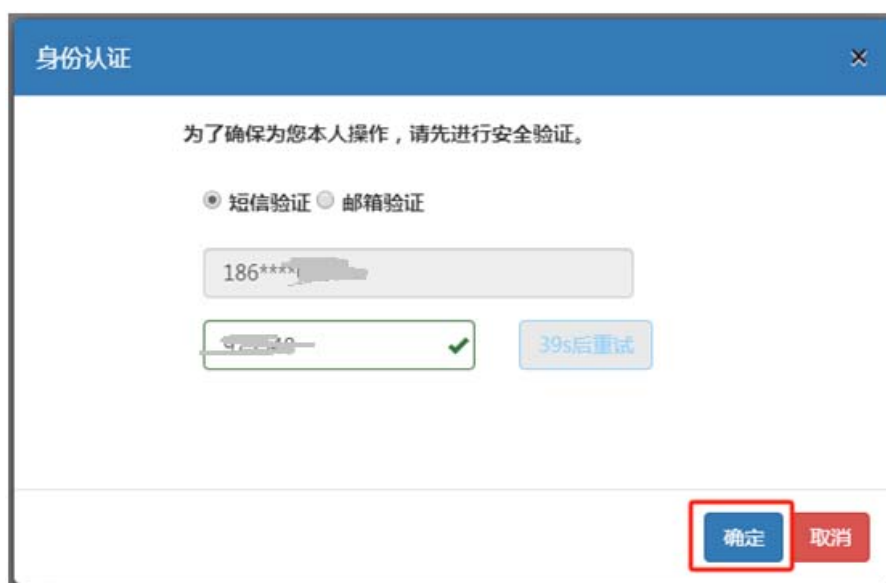 身份认证
为了确保为您本人操作，请先进行安全验证。
短信验证 邮箱验证
186****
39s后重试
确定 取消